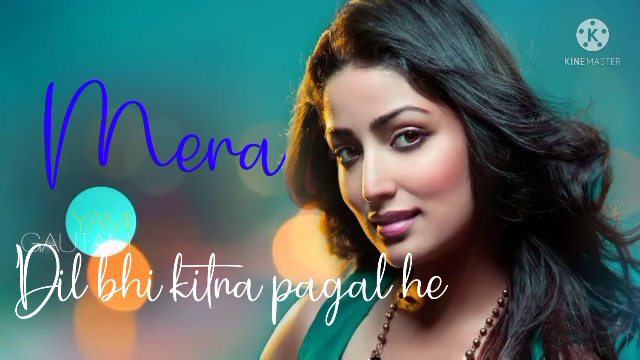 KINEMASTER
Mera
YAMI
GAUTAM
Dil bhi kitna pagal he